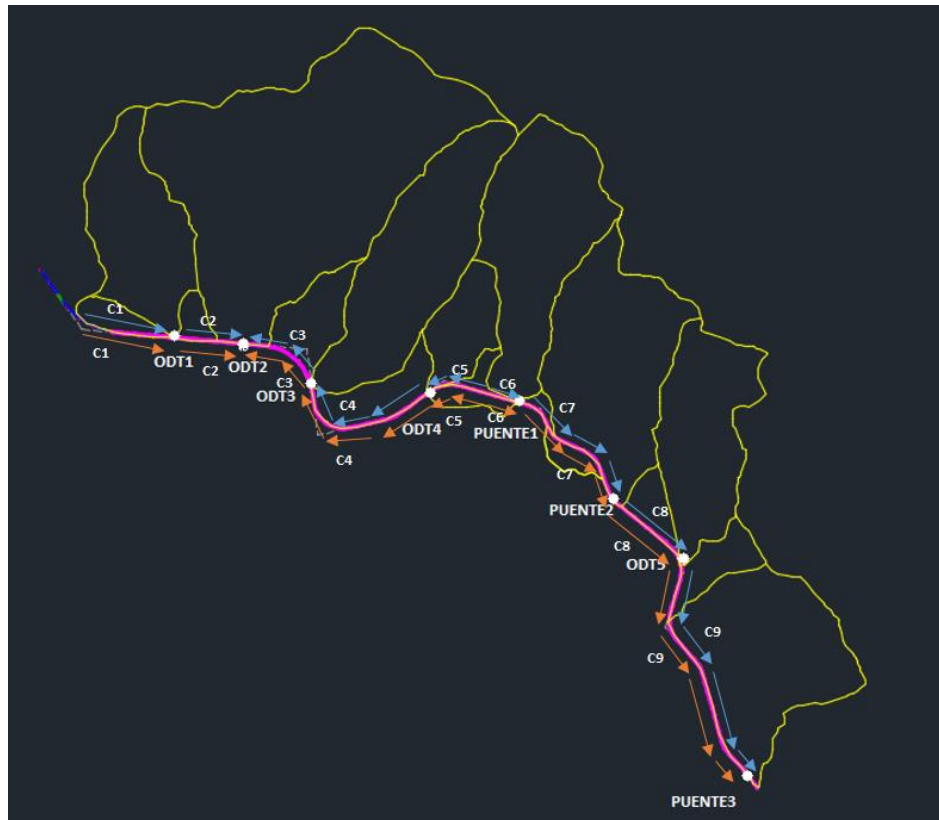 C1
C2
C3
C1
ODT1
C2
ODT2
C3
ODT3
C4
C4
C5
C6
ODT4
C5
C6
PUENTE1
C7
C7
PUENTE2
C8
C8
ODT5
C9
C9
PUENTE3